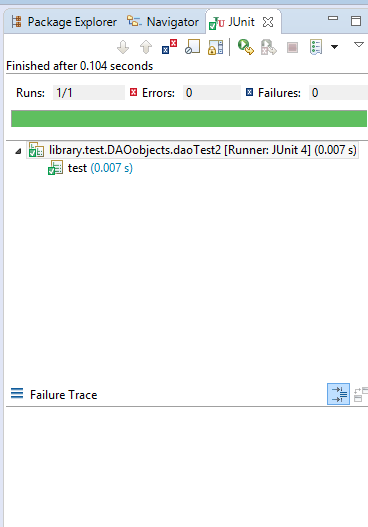 Package Explorer Navigator JUnit
Finished after 0.104 seconds
Runs: 1/1 Errors: 0 Failures: 0
library.test.DAOobjects.daoTest2 [Runner: JUnit 4] (0.007 s)
test (0.007 s)
Failure Trace